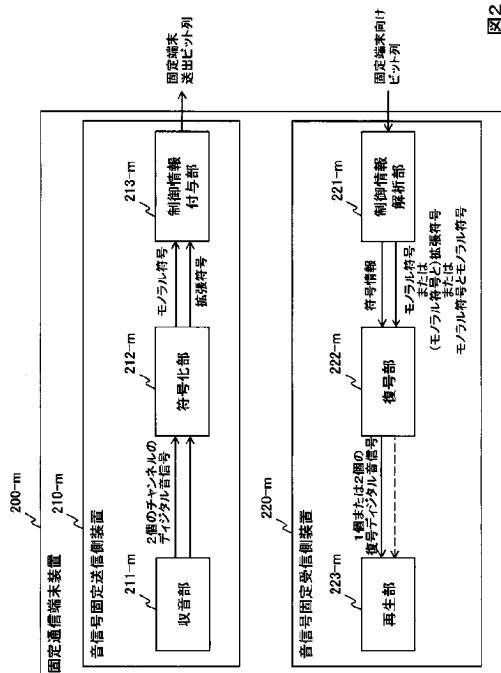 固定通信端末装置
200-m
音信号固定送信側装置
210-m
収音部
211-m
2個のチャンネルの
ディジタル音信号
符号化部
212-m
モノラル符号
拡張符号
制御情報
付与部
213-m
固定端末
送出ビット列
音信号固定受信側装置
220-m
再生部
223-m
1個または2個の
復号ディジタル音信号
復号部
222-m
符号情報
モノラル符号
または
(モノラル符号と)拡張符号
または
モノラル符号とモノラル符号
制御情報
解析部
221-m
固定端末向け
ビット列
図2